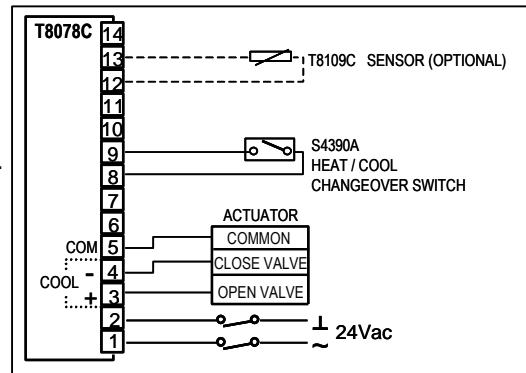 T8078C
14
13
12
11
10
9
8
7
6
5
4
3
2
1
T8109C SENSOR (OPTIONAL)
S4390A
HEAT / COOL
CHANGEOVER SWITCH
ACTUATOR
COM
COMMON
CLOSE VALVE
COOL
-
+
OPEN VALVE
24Vac
~